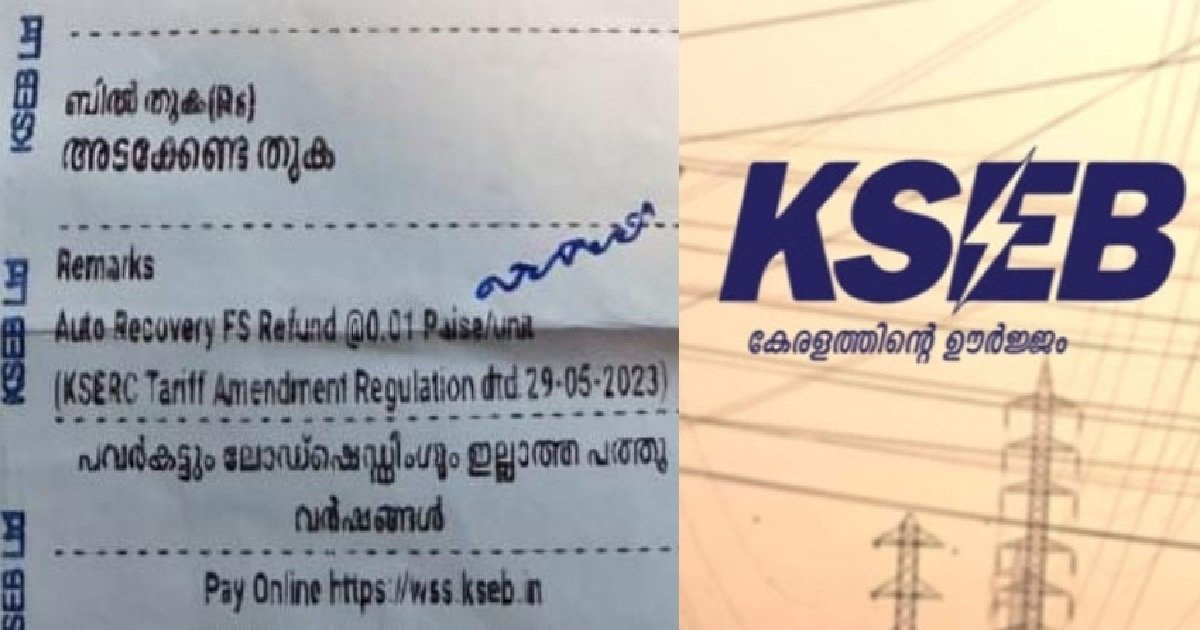 KSEB Ltd
KSEB Ltd
KSEB Ltd
ബിൽ തുക(Rs)
അടക്കേണ്ട തുക
Remarks
Auto Recovery FS Refund @0.01 Paise/unit
(KSERC Tariff Amendment Regulation dtd 29-05-2023)
പവർകട്ടും ലോഡ്ഷെഡ്ഡിംഗും ഇല്ലാത്ത പത്തു
വർഷങ്ങൾ
Pay Online https://wss.kseb.in
KSEB
കേരളത്തിന്റെ ഊർജ്ജം